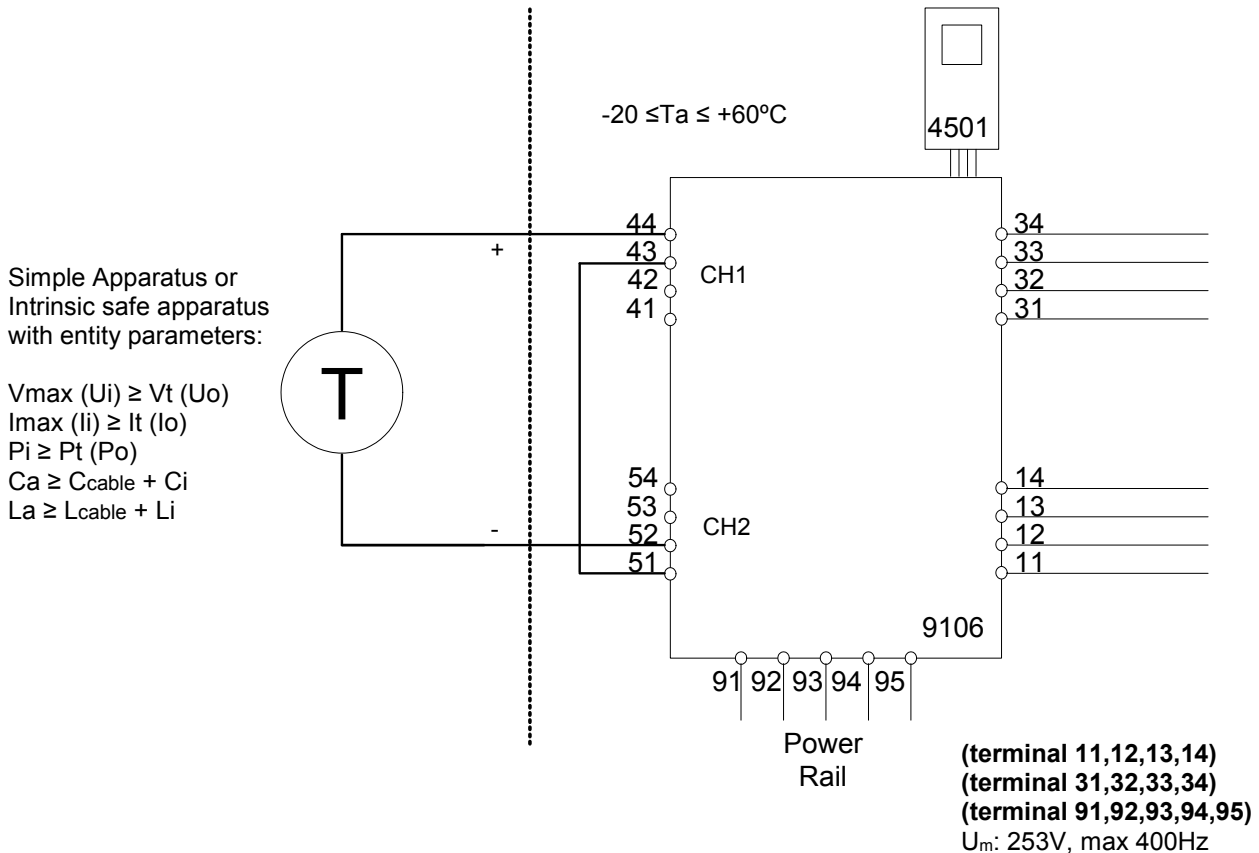 -20 ≤Ta ≤ +60ºC
4501
Simple Apparatus or
Intrinsic safe apparatus
with entity parameters:
Vmax (Ui) ≥ Vt (Uo)
Imax (Ii) ≥ It (Io)
Pi ≥ Pt (Po)
Ca ≥ Ccable + Ci
La ≥ Lcable + Li
+
T
-
44
43
42
41
CH1
54
53
52
51
CH2
34
33
32
31
14
13
12
11
9106
91 92 93 94 95
Power
Rail
(terminal 11,12,13,14)
(terminal 31,32,33,34)
(terminal 91,92,93,94,95)
Um: 253V, max 400Hz